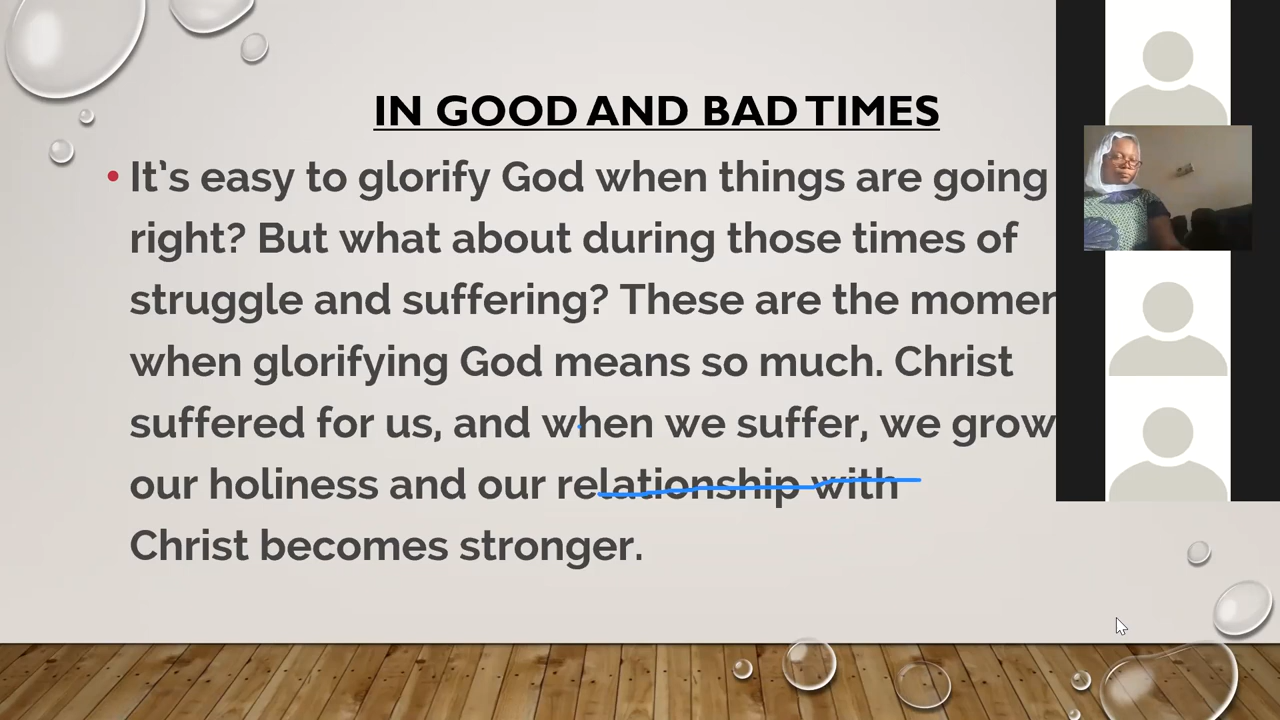 IN GOOD AND BAD TIMES
• It's easy to glorify God when things are going
right? But what about during those times of
struggle and suffering? These are the
when glorifying God means so much. Christ
suffered for us, and when we suffer, we grow
our holiness and our relationship with
Christ becomes stronger.